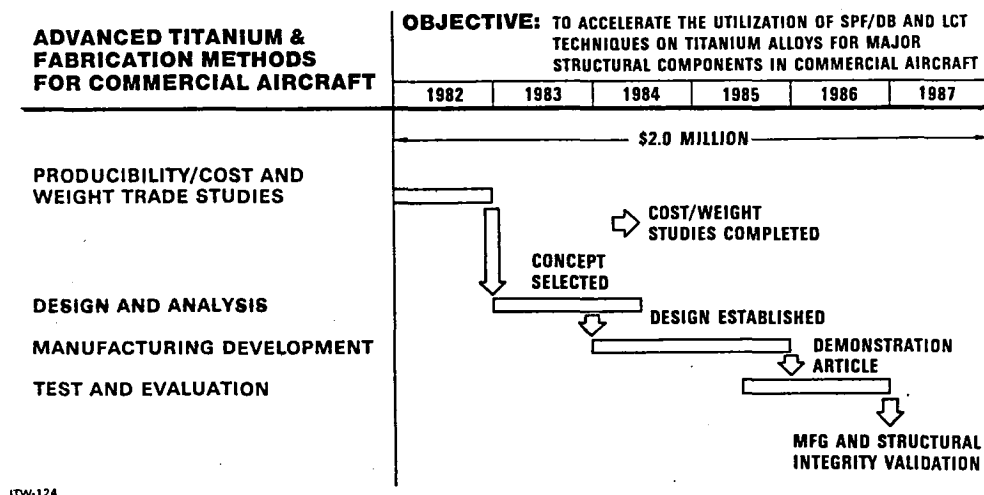 ADVANCED TITANIUM &
FABRICATION METHODS
FOR COMMERCIAL AIRCRAFT
OBJECTIVE: TO ACCELERATE THE UTILIZATION OF SPF/DB AND LCT
TECHNIQUES ON TITANIUM ALLOYS FOR MAJOR
STRUCTURAL COMPONENTS IN COMMERCIAL AIRCRAFT
1982 1983 1984 1985 1986 1987
$2.0 MILLION
PRODUCIBILITY/COST AND
WEIGHT TRADE STUDIES
COST/WEIGHT
STUDIES COMPLETED
CONCEPT
SELECTED
DESIGN AND ANALYSIS
DESIGN ESTABLISHED
MANUFACTURING DEVELOPMENT
DEMONSTRATION
ARTICLE
TEST AND EVALUATION
MFG AND STRUCTURAL
INTEGRITY VALIDATION
ITW-124